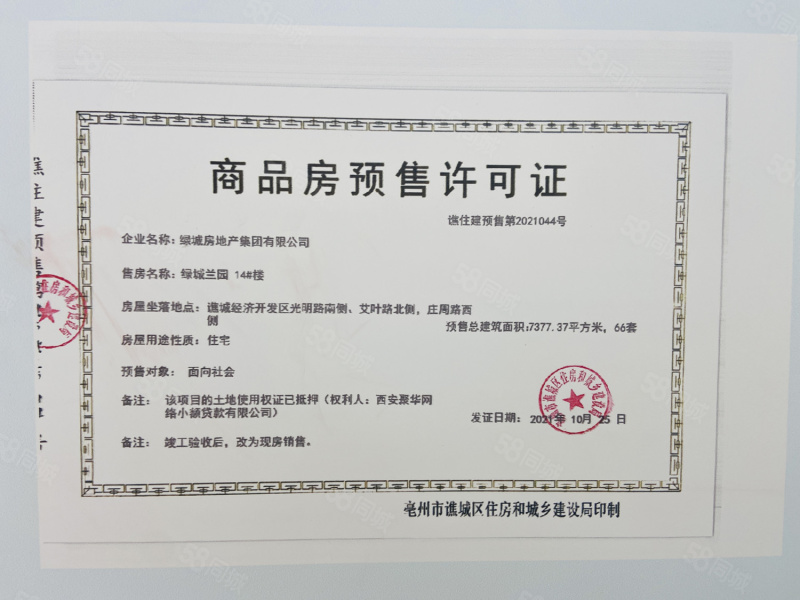 商品房预售许可证
谯住建预售第2021044号
企业名称：绿城房地产集团有限公司
售房名称：绿城兰园 14#楼
房屋坐落地点：谯城经济开发区光明路南侧、艾叶路北侧，庄周路西
侧
预售总建筑面积:7377.37平方米，66套
房屋用途性质：住宅
预售对象： 面向社会
备注： 该项目的土地使用权证已抵押（权利人：西安聚华网
络小额贷款有限公司）
发证日期： 2021年 10月 25 日
备注： 竣工验收后，改为现房销售。
亳州市谯城区住房和城乡建设局印制
谯住建预售
58同城